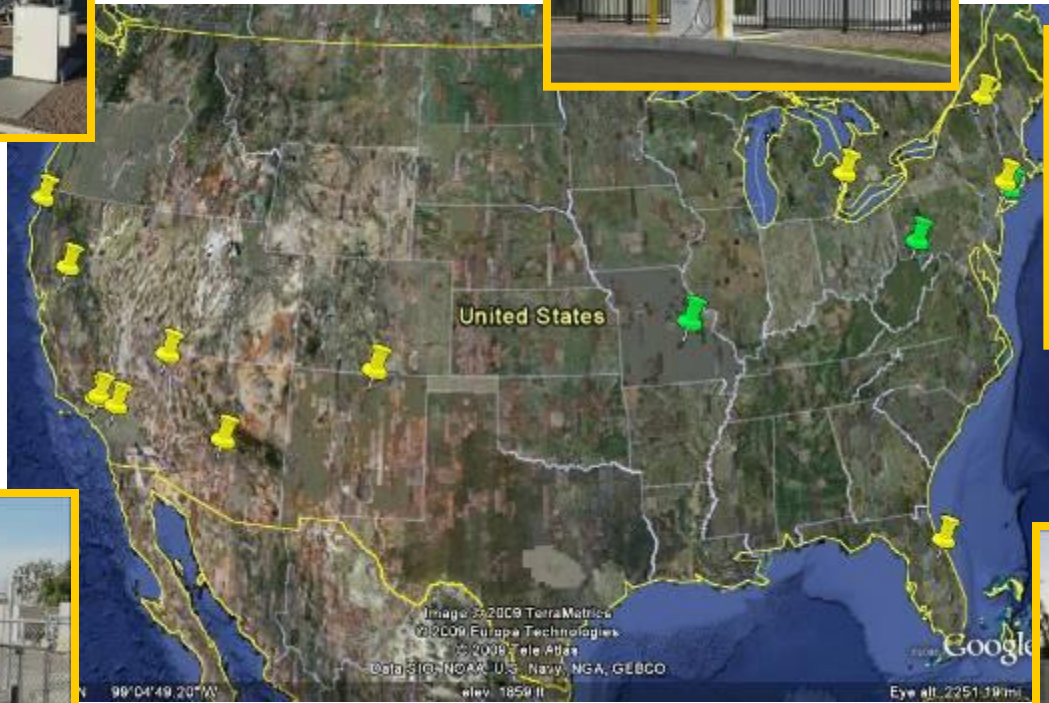 United States
Image © 2009 TerraMetrics
© 2009 Europa Technologies
© 2009 Tele Atlas
Data SIO, NOAA, U.S. Navy, NGA, GEBCO
Google
99°04'49.20" W
elev. 1859 ft
Eye alt 2251.19 mi